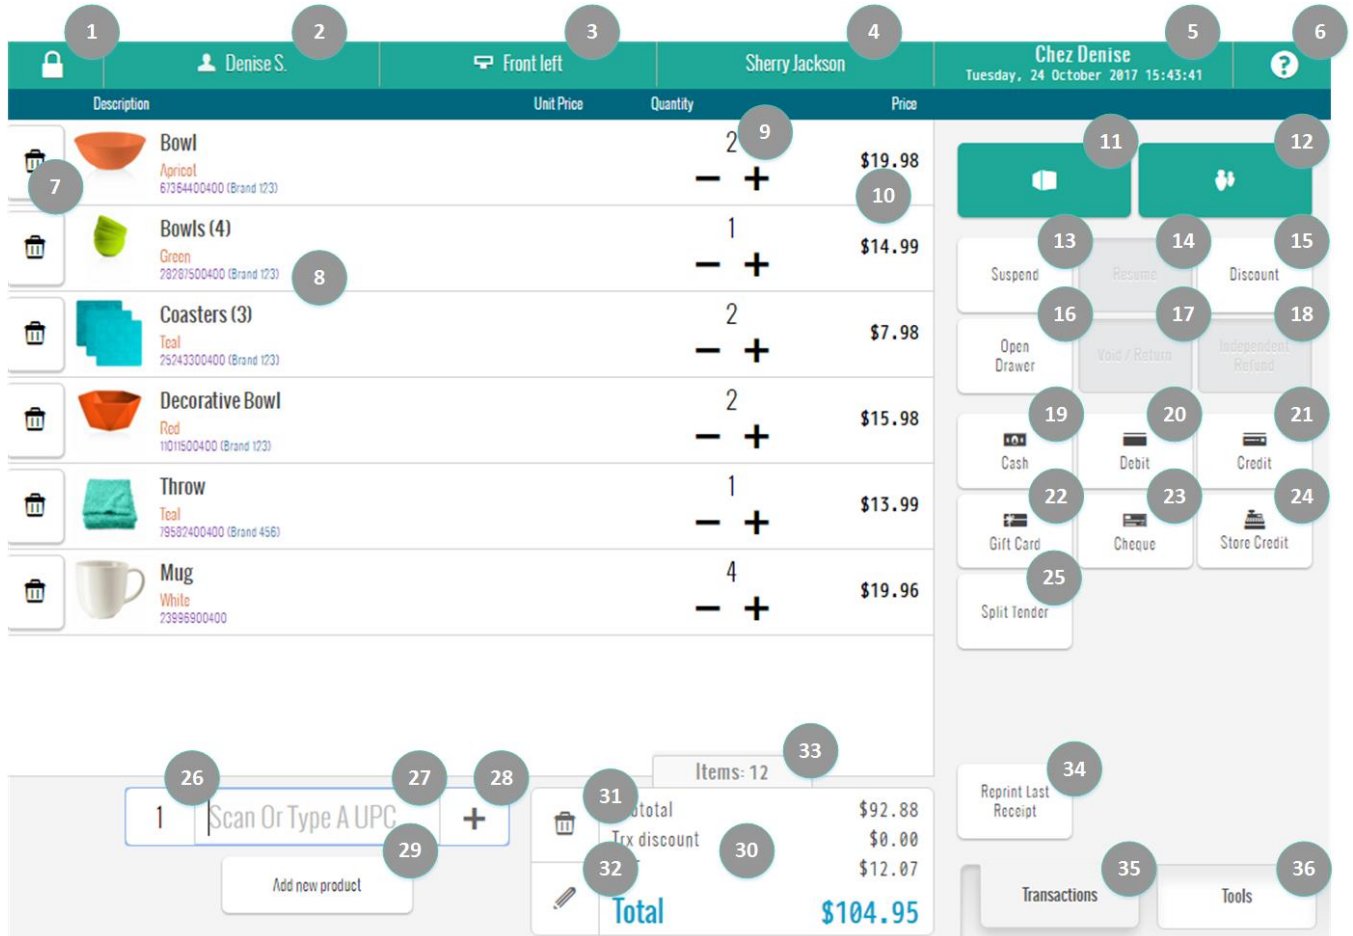 1 2 3 4 5 6
Denise S. Front left Sherry Jackson Chez Denise
Tuesday, 24 October 2017 15:43:41
?
Description Unit Price Quantity Price
Bowl 2 9
Apricot $19.98
67364400400 (Brand 123)
7 10
Bowls (4) 1
Green $14.99
28287500400 (Brand 123)
8
Coasters (3) 2
Teal $7.98
25243300400 (Brand 123)
Decorative Bowl 2
Red $15.98
11011500400 (Brand 123)
Throw 1
Teal $13.99
79582400400 (Brand 456)
Mug 4
White $19.96
23996900400
11 12
13 14 15
Suspend Resume Discount
16 17 18
Open Drawer
Void / Return
Independent Refund
19 20 21
Cash Debit Credit
22 23 24
Gift Card Cheque Store Credit
25
Split Tender
33
Items: 12
26 27 28
1 Scan Or Type A UPC
29
Add new product
31
$92.88
Trx discount $0.00
30
32
$12.07
Total $104.95
34
Reprint Last
Receipt
35 36
Transactions Tools